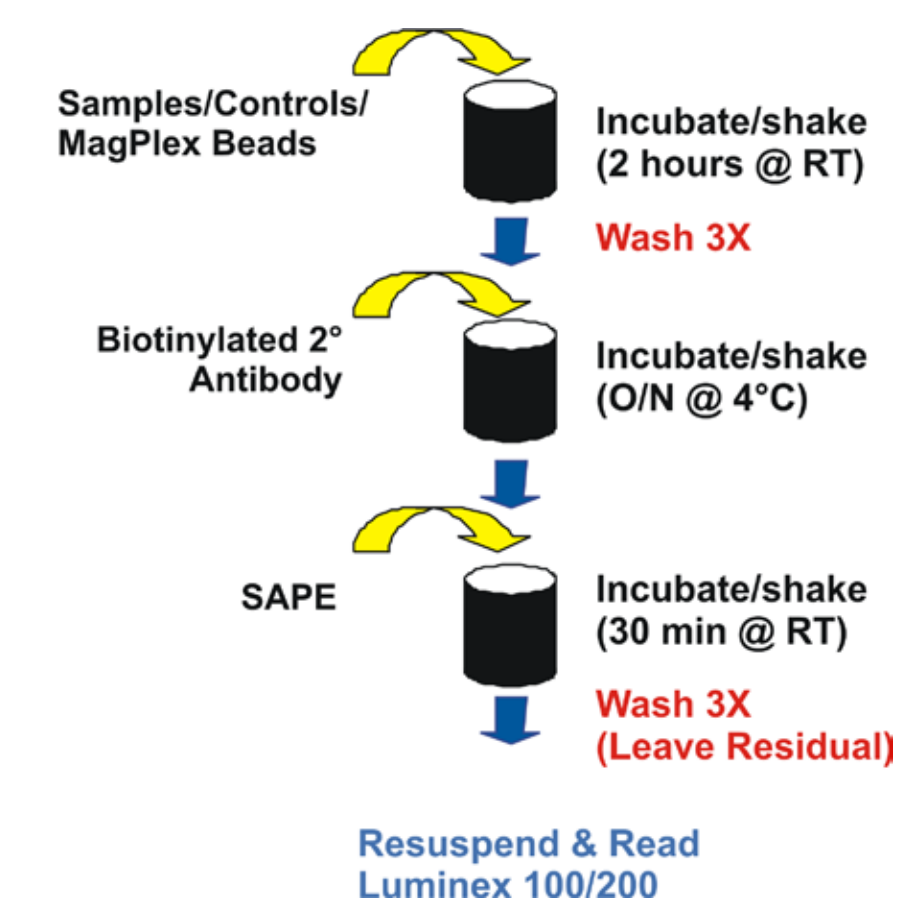 Samples/Controls/
MagPlex Beads
Incubate/shake
(2 hours @ RT)
Wash 3X
Biotinylated 2°
Antibody
Incubate/shake
(O/N @ 4°C)
SAPE
Incubate/shake
(30 min @ RT)
Wash 3X
(Leave Residual)
Resuspend & Read
Luminex 100/200